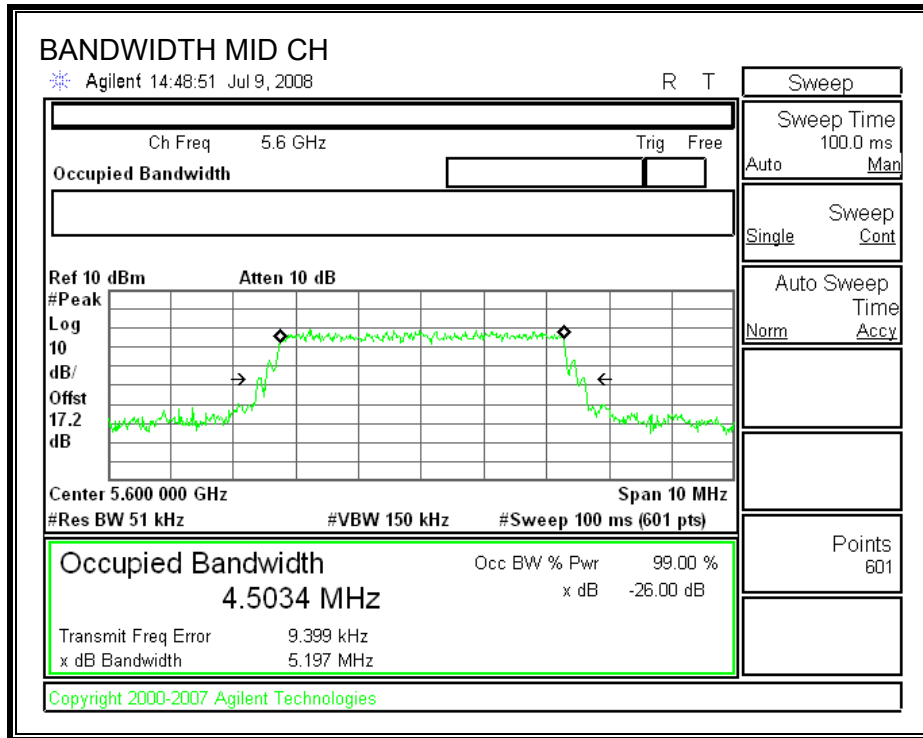 BANDWIDTH MID CH
Agilent 14:48:51 Jul 9, 2008 R T
Ch Freq 5.6 GHz Trig Free
Occupied Bandwidth
Ref 10 dBm Atten 10 dB
#Peak
Log
10
dB/
Offst
17.2
dB
Center 5.600 000 GHz Span 10 MHz
#Res BW 51 kHz #VBW 150 kHz #Sweep 100 ms (601 pts)
Occupied Bandwidth Occ BW % Pwr 99.00 %
4.5034 MHz x dB -26.00 dB
Transmit Freq Error 9.399 kHz
x dB Bandwidth 5.197 MHz
Copyright 2000-2007 Agilent Technologies
Sweep
Sweep Time
100.0 ms
Auto Man
Sweep
Single Cont
Auto Sweep
Time
Norm Accy
Points
601